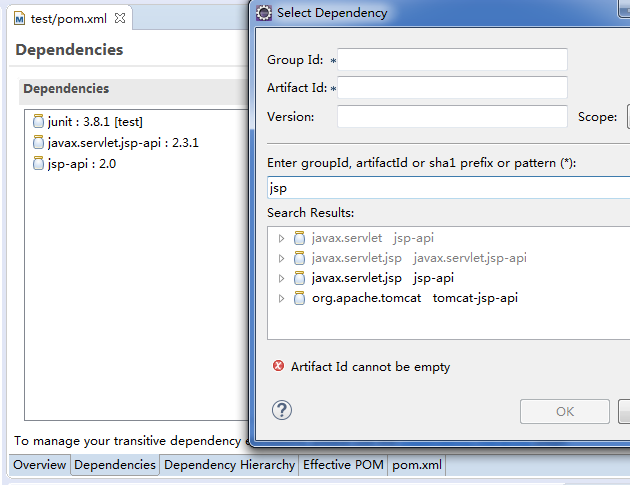 test/pom.xml
Dependencies
Dependencies
junit : 3.8.1 [test]
javax.servlet.jsp-api : 2.3.1
jsp-api : 2.0
To manage your transitive dependency e
Overview Dependencies Dependency Hierarchy Effective POM pom.xml
Select Dependency
Group Id: *
Artifact Id: *
Version: Scope:
Enter groupId, artifactId or sha1 prefix or pattern (*):
jsp
Search Results:
javax.servlet jsp-api
javax.servlet.jsp javax.servlet.jsp-api
javax.servlet.jsp jsp-api
org.apache.tomcat tomcat-jsp-api
Artifact Id cannot be empty
OK